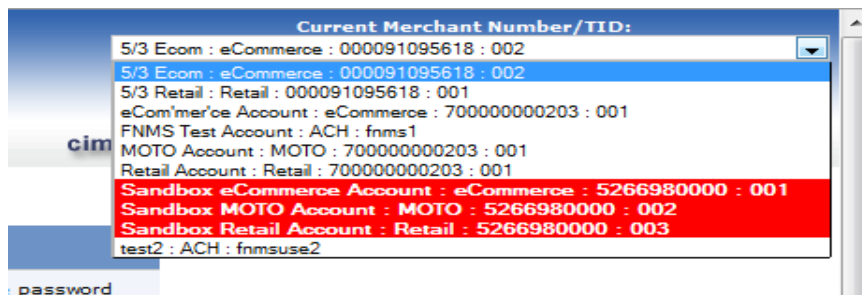 Current Merchant Number/TID:
5/3 Ecom : eCommerce : 000091095618 : 002
5/3 Ecom : eCommerce : 000091095618 : 002
5/3 Retail : Retail : 000091095618 : 001
eCom'mer'ce Account : eCommerce : 700000000203 : 001
FNMS Test Account : ACH : fnms1
MOTO Account : MOTO : 700000000203 : 001
cim
Retail Account : Retail : 700000000203 : 001
Sandbox eCommerce Account : eCommerce : 5266980000 : 001
Sandbox MOTO Account : MOTO : 5266980000 : 002
Sandbox Retail Account : Retail : 5266980000 : 003
test2 : ACH : fnmsuse2
password